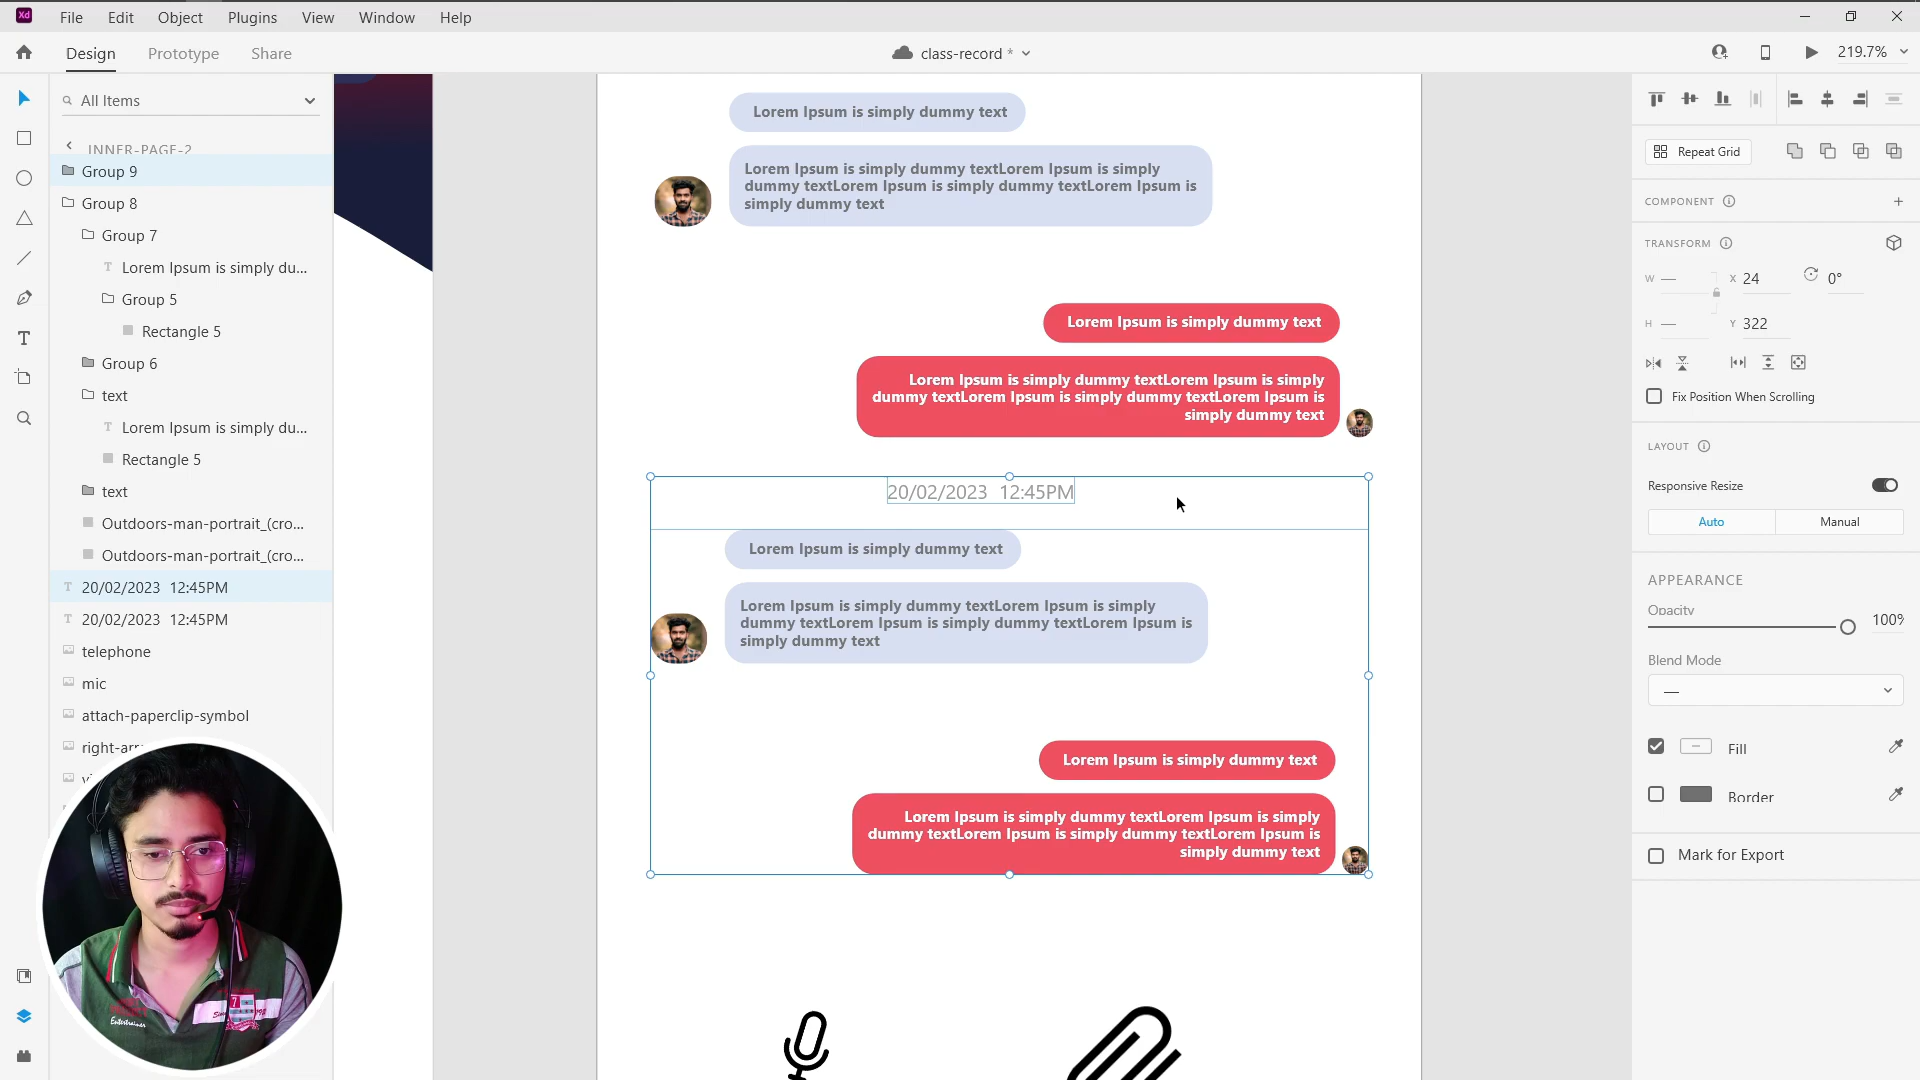 Xd File Edit Object Plugins View Window Help
Design Prototype Share class-record * 219.7%
All Items
INNER-PAGE-2
Group 9
Group 8
Group 7
Lorem Ipsum is simply du...
Group 5
Rectangle 5
Group 6
text
Lorem Ipsum is simply du...
Rectangle 5
text
Outdoors-man-portrait_(cro...
Outdoors-man-portrait_(cro...
20/02/2023 12:45PM
20/02/2023 12:45PM
telephone
mic
attach-paperclip-symbol
right-arr
Lorem Ipsum is simply dummy text
Lorem Ipsum is simply dummy textLorem Ipsum is simply
dummy textLorem Ipsum is simply dummy textLorem Ipsum is
simply dummy text
Lorem Ipsum is simply dummy text
Lorem Ipsum is simply dummy textLorem Ipsum is simply
dummy textLorem Ipsum is simply dummy textLorem Ipsum is
simply dummy text
20/02/2023 12:45PM
Lorem Ipsum is simply dummy text
Lorem Ipsum is simply dummy textLorem Ipsum is simply
dummy textLorem Ipsum is simply dummy textLorem Ipsum is
simply dummy text
Lorem Ipsum is simply dummy text
Lorem Ipsum is simply dummy textLorem Ipsum is simply
dummy textLorem Ipsum is simply dummy textLorem Ipsum is
simply dummy text
Repeat Grid
COMPONENT
TRANSFORM
W — X 24 0°
H — Y 322
Fix Position When Scrolling
LAYOUT
Responsive Resize
Auto Manual
APPEARANCE
Opacity
100%
Blend Mode
—
Fill
Border
Mark for Export